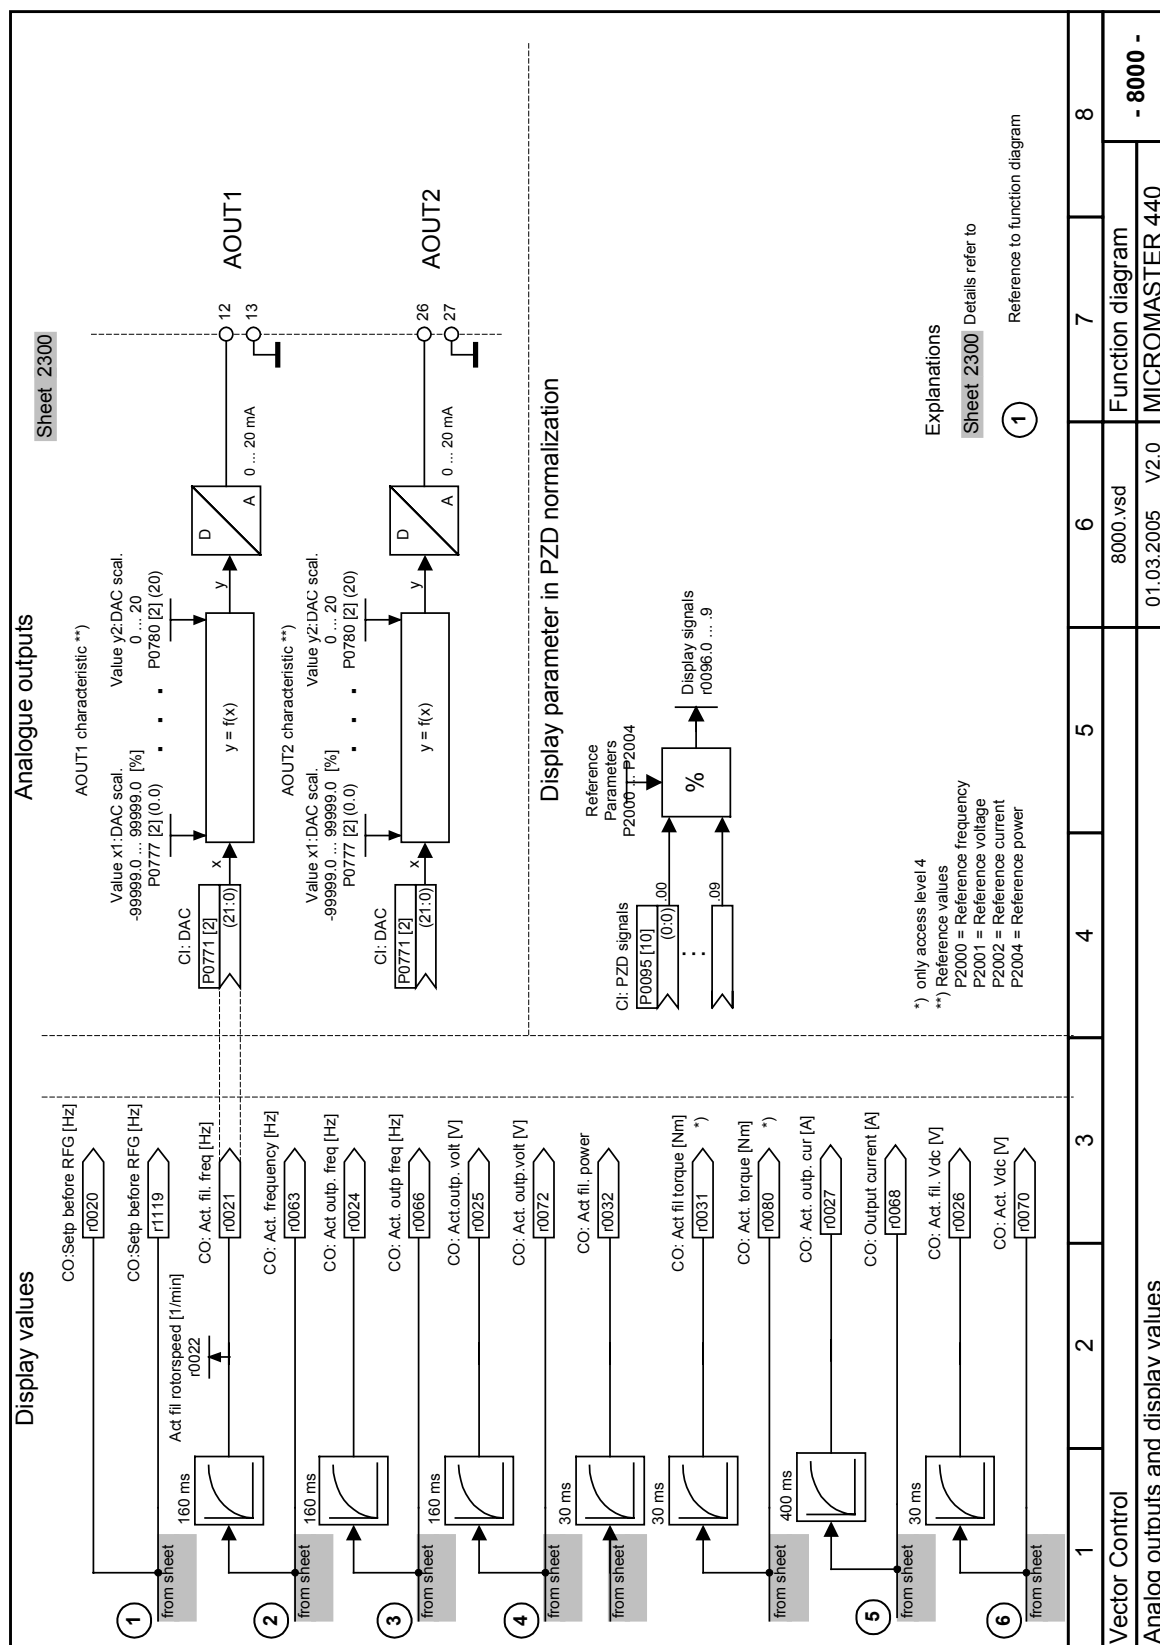 Display values
Analogue outputs
Sheet 2300
CO:Setp before RFG [Hz]
r0020
CO:Setp before RFG [Hz]
r1119
1
from sheet
Act fil rotorspeed [1/min]
r0022
160 ms
CO: Act. fil. freq [Hz]
r0021
CO: Act. frequency [Hz]
r0063
2
from sheet
160 ms
CO: Act outp. freq [Hz]
r0024
CO: Act. outp freq [Hz]
r0066
3
from sheet
160 ms
CO: Act.outp. volt [V]
r0025
CO: Act. outp.volt [V]
r0072
4
from sheet
30 ms
CO: Act fil. power
r0032
from sheet
30 ms
CO: Act fil torque [Nm]
*)
r0031
CO: Act. torque [Nm]
*)
r0080
from sheet
400 ms
CO: Act. outp. cur [A]
r0027
CO: Output current [A]
r0068
5
from sheet
30 ms
CO: Act. fil. Vdc [V]
r0026
CO: Act. Vdc [V]
r0070
6
from sheet
AOUT1 characteristic **)
Value x1:DAC scal.
-99999.0 ... 99999.0 [%]
P0777 [2] (0.0)
. . .
Value y2:DAC scal.
0 ... 20
P0780 [2] (20)
CI: DAC
P0771 [2]
(21:0)
x
y = f(x)
y
D
A
0 ... 20 mA
12
13
AOUT1
AOUT2 characteristic **)
Value x1:DAC scal.
-99999.0 ... 99999.0 [%]
P0777 [2] (0.0)
. . .
Value y2:DAC scal.
0 ... 20
P0780 [2] (20)
CI: DAC
P0771 [2]
(21:0)
x
y = f(x)
y
D
A
0 ... 20 mA
26
27
AOUT2
Display parameter in PZD normalization
Reference
Parameters
P2000 ... P2004
CI: PZD signals
P0095 [10]
(0:0)
.00
. . .
.09
%
Display signals
r0096.0 ... .9
*) only access level 4
**) Reference values
P2000 = Reference frequency
P2001 = Reference voltage
P2002 = Reference current
P2004 = Reference power
Explanations
Sheet 2300 Details refer to
1
Reference to function diagram
1 2 3 4 5 6 7 8
Vector Control
8000.vsd
Function diagram
- 8000 -
Analog outputs and display values
01.03.2005 V2.0
MICROMASTER 440